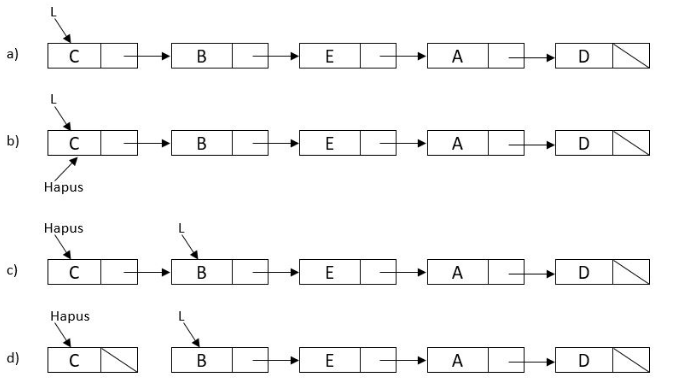 L
a) C B E A D
L
b) C B E A D
Hapus
Hapus L
c) C B E A D
Hapus L
d) C B E A D